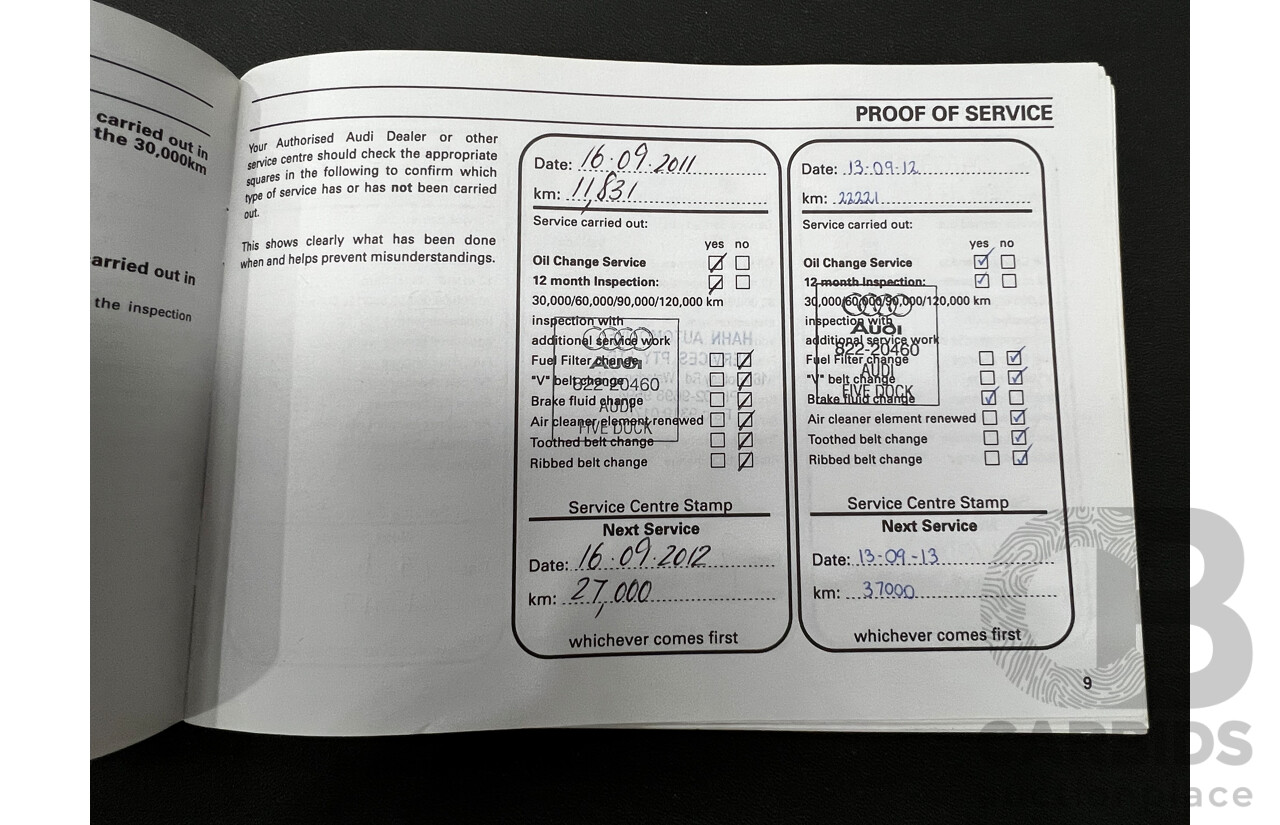 carried out in
the 30,000km
arried out in
the inspection
PROOF OF SERVICE
Your Authorised Audi Dealer or other
service centre should check the appropriate
squares in the following to confirm which
type of service has or has not been carried
out.
This shows clearly what has been done
when and helps prevent misunderstandings.
Date: 16.09.2011
km: 11,831
Service carried out:
yes no
Oil Change Service
12 month Inspection:
30,000/60,000/90,000/120,000 km
inspection with
additional service work
Fuel Filter change
"V" belt change
Brake fluid change
Air cleaner element renewed
Toothed belt change
Ribbed belt change
Audi
822-20460
AUDI
FIVE DOCK
Service Centre Stamp
Next Service
Date: 16.09.2012
km: 27,000
whichever comes first
Date: 13-09-12
km: 22221
Service carried out:
yes no
Oil Change Service
12 month Inspection:
30,000/60,000/90,000/120,000 km
inspection with
additional service work
Fuel Filter change
"V" belt change
Brake fluid change
Air cleaner element renewed
Toothed belt change
Ribbed belt change
Audi
822-20460
AUDI
FIVE DOCK
Service Centre Stamp
Next Service
Date: 13-09-13
km: 37000
whichever comes first
9